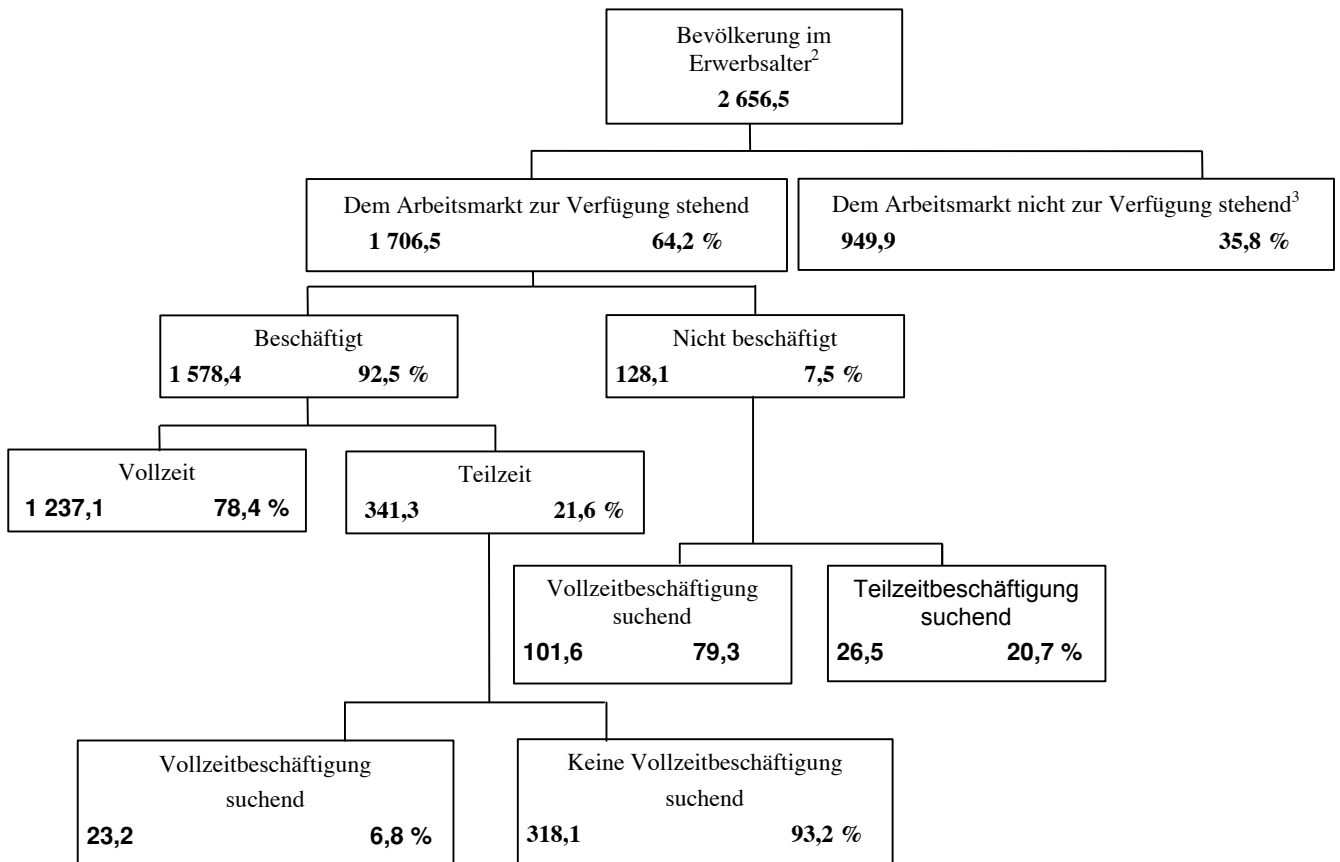 Bevölkerung im
Erwerbsalter²
2 656,5
Dem Arbeitsmarkt zur Verfügung stehend
1 706,5 64,2 %
Dem Arbeitsmarkt nicht zur Verfügung stehend³
949,9 35,8 %
Beschäftigt
1 578,4 92,5 %
Nicht beschäftigt
128,1 7,5 %
Vollzeit
1 237,1 78,4 %
Teilzeit
341,3 21,6 %
Vollzeitbeschäftigung
suchend
101,6 79,3
Teilzeitbeschäftigung
suchend
26,5 20,7 %
Vollzeitbeschäftigung
suchend
23,2 6,8 %
Keine Vollzeitbeschäftigung
suchend
318,1 93,2 %